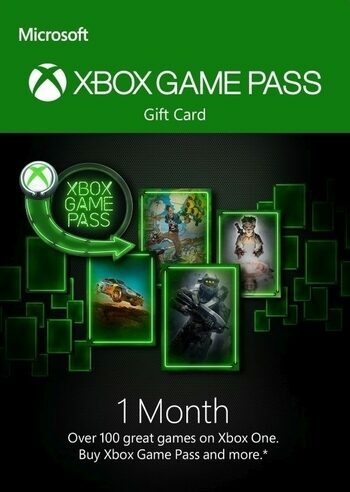 Microsoft
XBOX GAME PASS
Gift Card
XBOX
GAME
PASS
1 Month
Over 100 great games on Xbox One.
Buy Xbox Game Pass and more.*